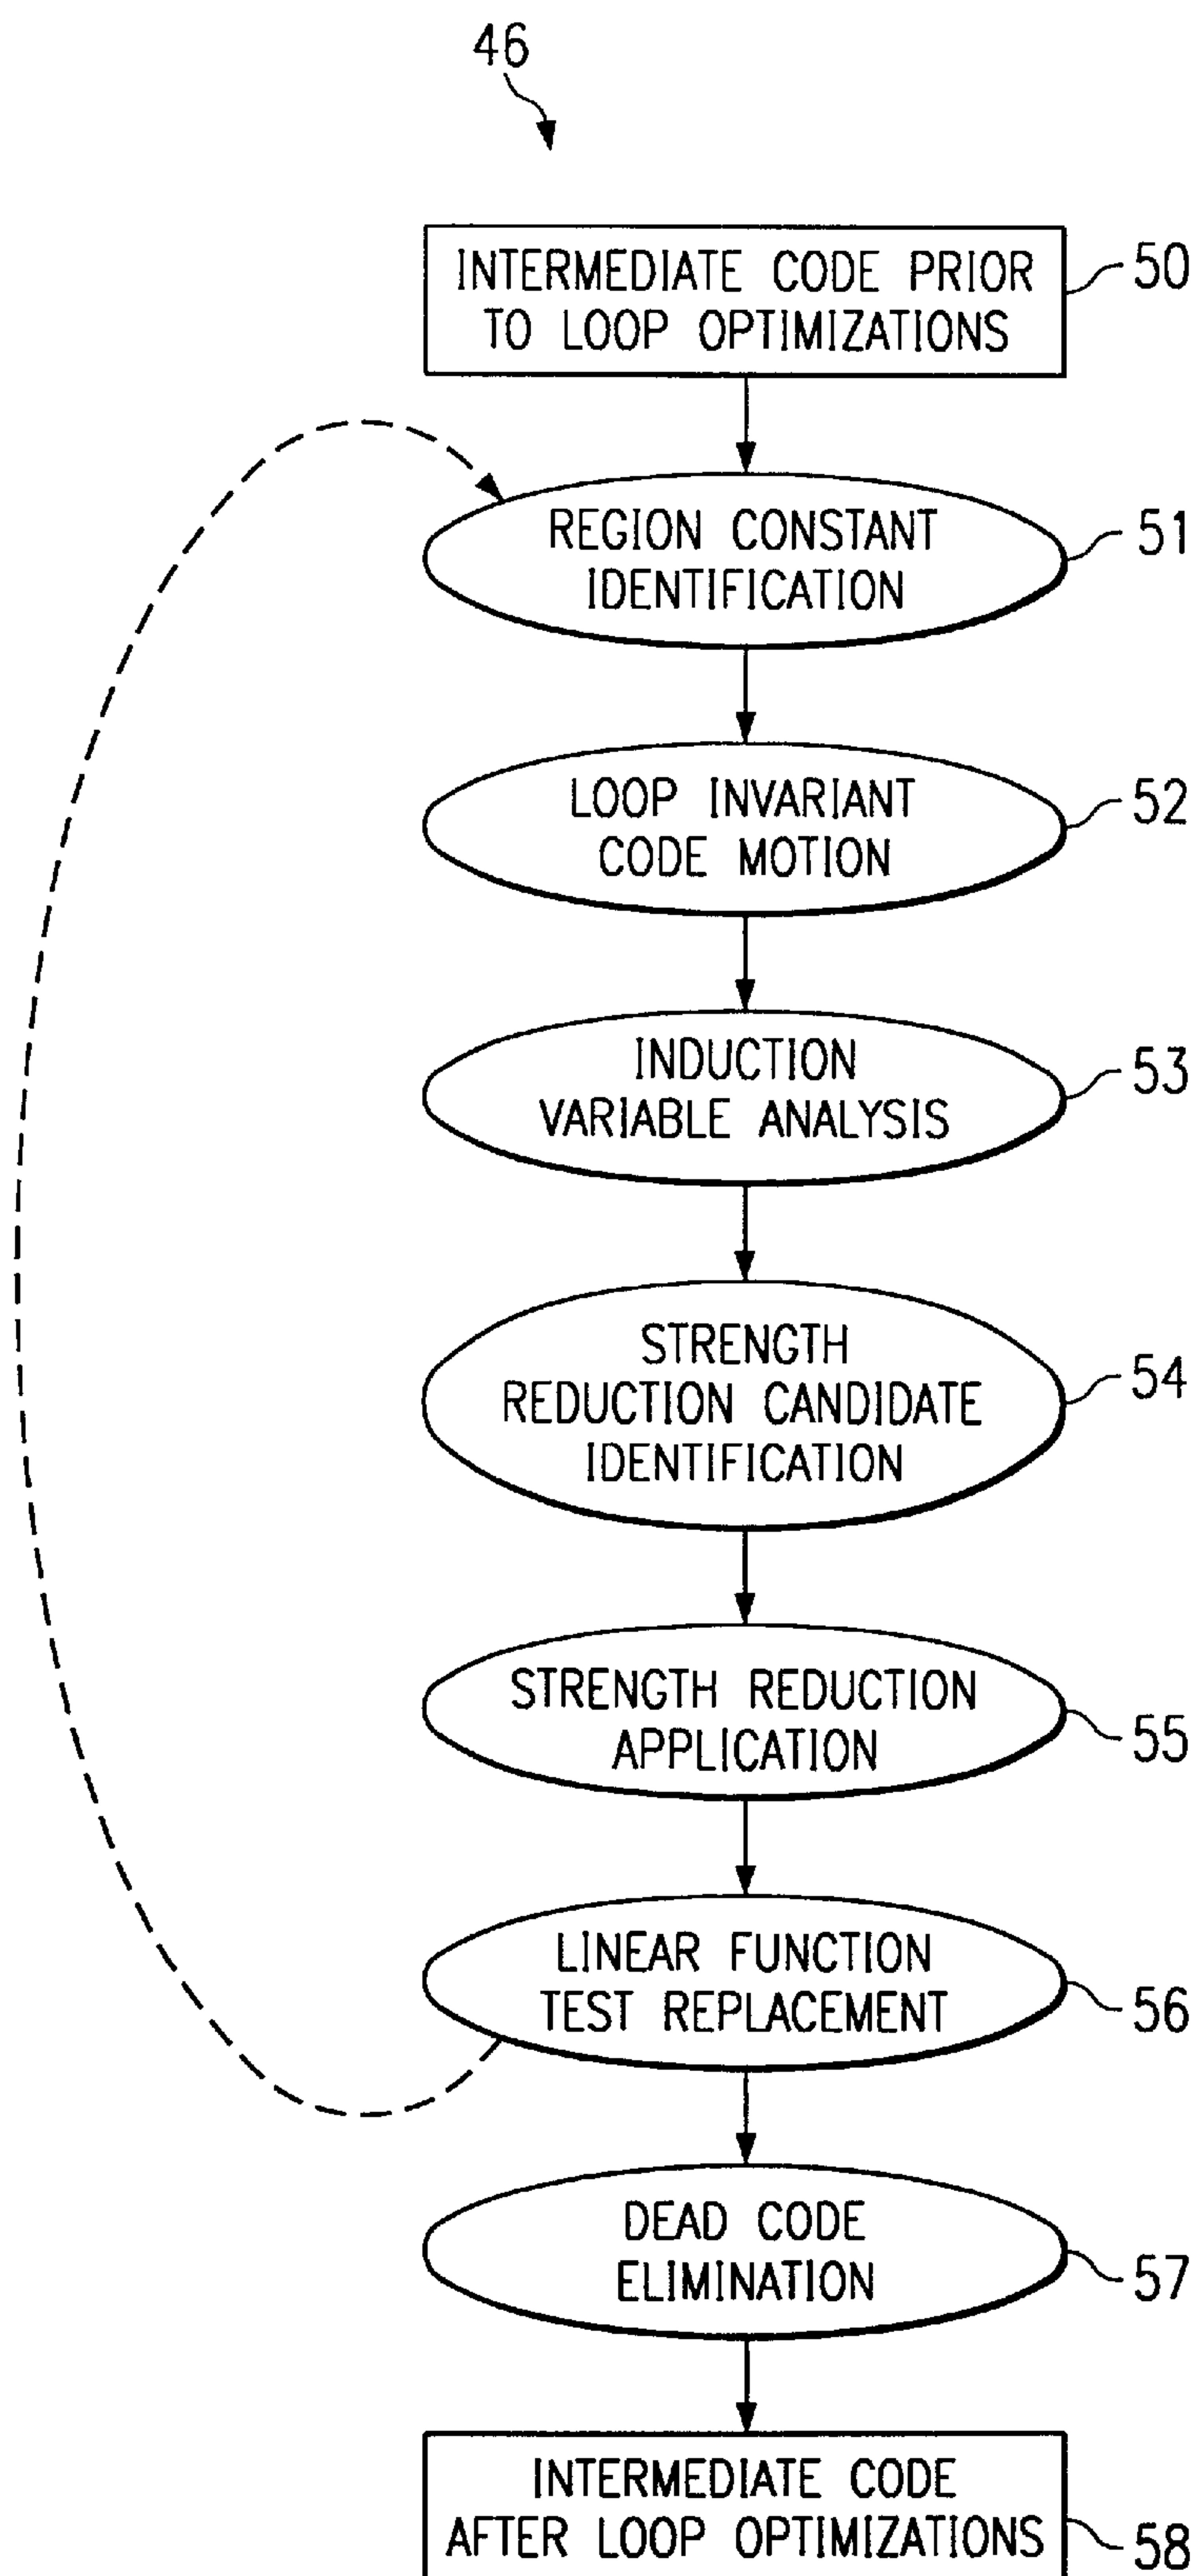 46
INTERMEDIATE CODE PRIOR
TO LOOP OPTIMIZATIONS
50
REGION CONSTANT
IDENTIFICATION
51
LOOP INVARIANT
CODE MOTION
52
INDUCTION
VARIABLE ANALYSIS
53
STRENGTH
REDUCTION CANDIDATE
IDENTIFICATION
54
STRENGTH REDUCTION
APPLICATION
55
LINEAR FUNCTION
TEST REPLACEMENT
56
DEAD CODE
ELIMINATION
57
INTERMEDIATE CODE
AFTER LOOP OPTIMIZATIONS
58